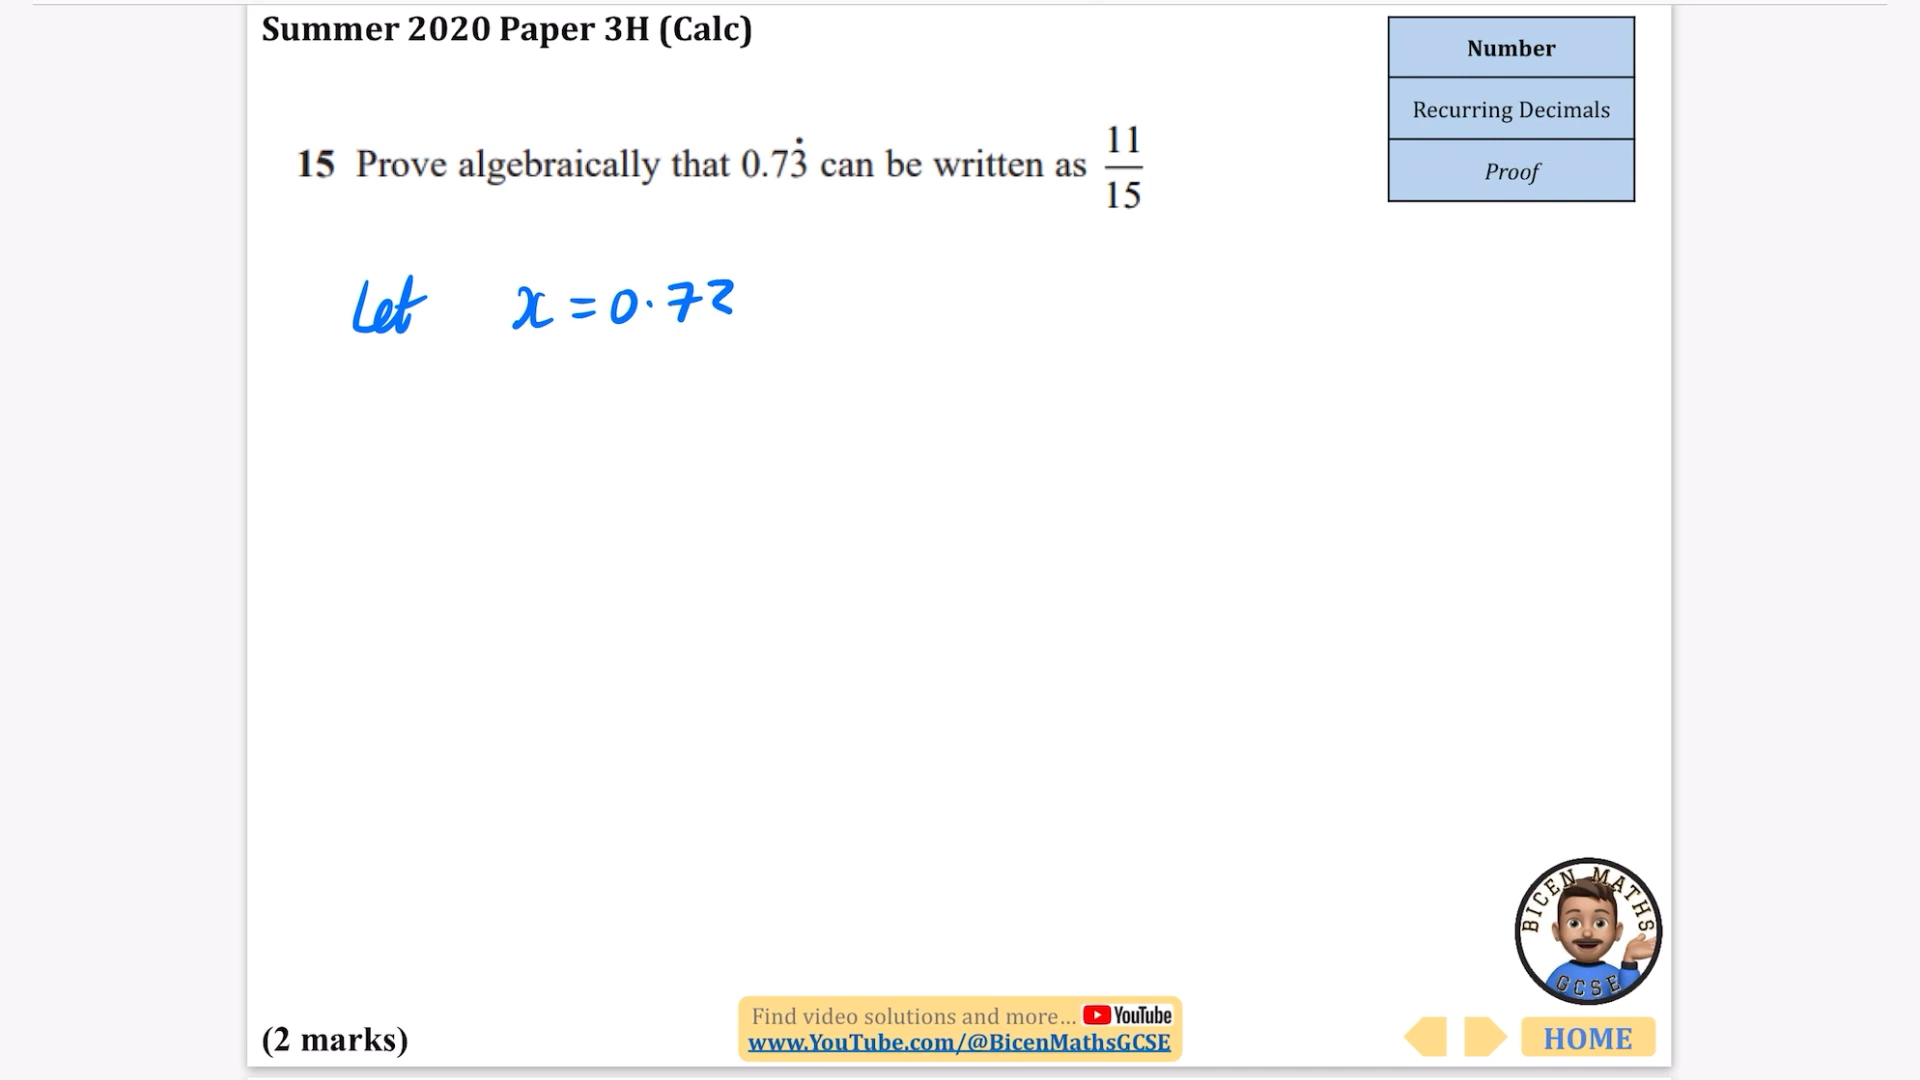 Summer 2020 Paper 3H (Calc)
Number
Recurring Decimals
Proof
15 Prove algebraically that 0.73̇ can be written as 11/15
Let x = 0.73
BICEN MATHS
GCSE
(2 marks)
Find video solutions and more... YouTube
www.YouTube.com/@BicenMathsGCSE
HOME